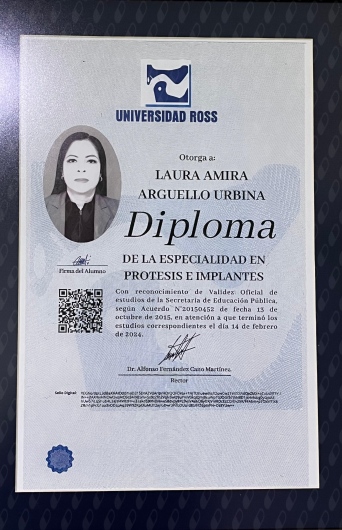 UNIVERSIDAD ROSS
Otorga a:
LAURA AMIRA
ARGUELLO URBINA
Diploma
DE LA ESPECIALIDAD EN
PROTESIS E IMPLANTES
Firma del Alumno
Con reconocimiento de Validez Oficial de
estudios de la Secretaría de Educación Pública,
según Acuerdo N°20150452 de fecha 13 de
octubre de 2015, en atención a que terminó los
estudios correspondientes el día 14 de febrero
de 2024.
Dr. Alfonso Fernández Cano Martínez
Rector
Sello Digital: